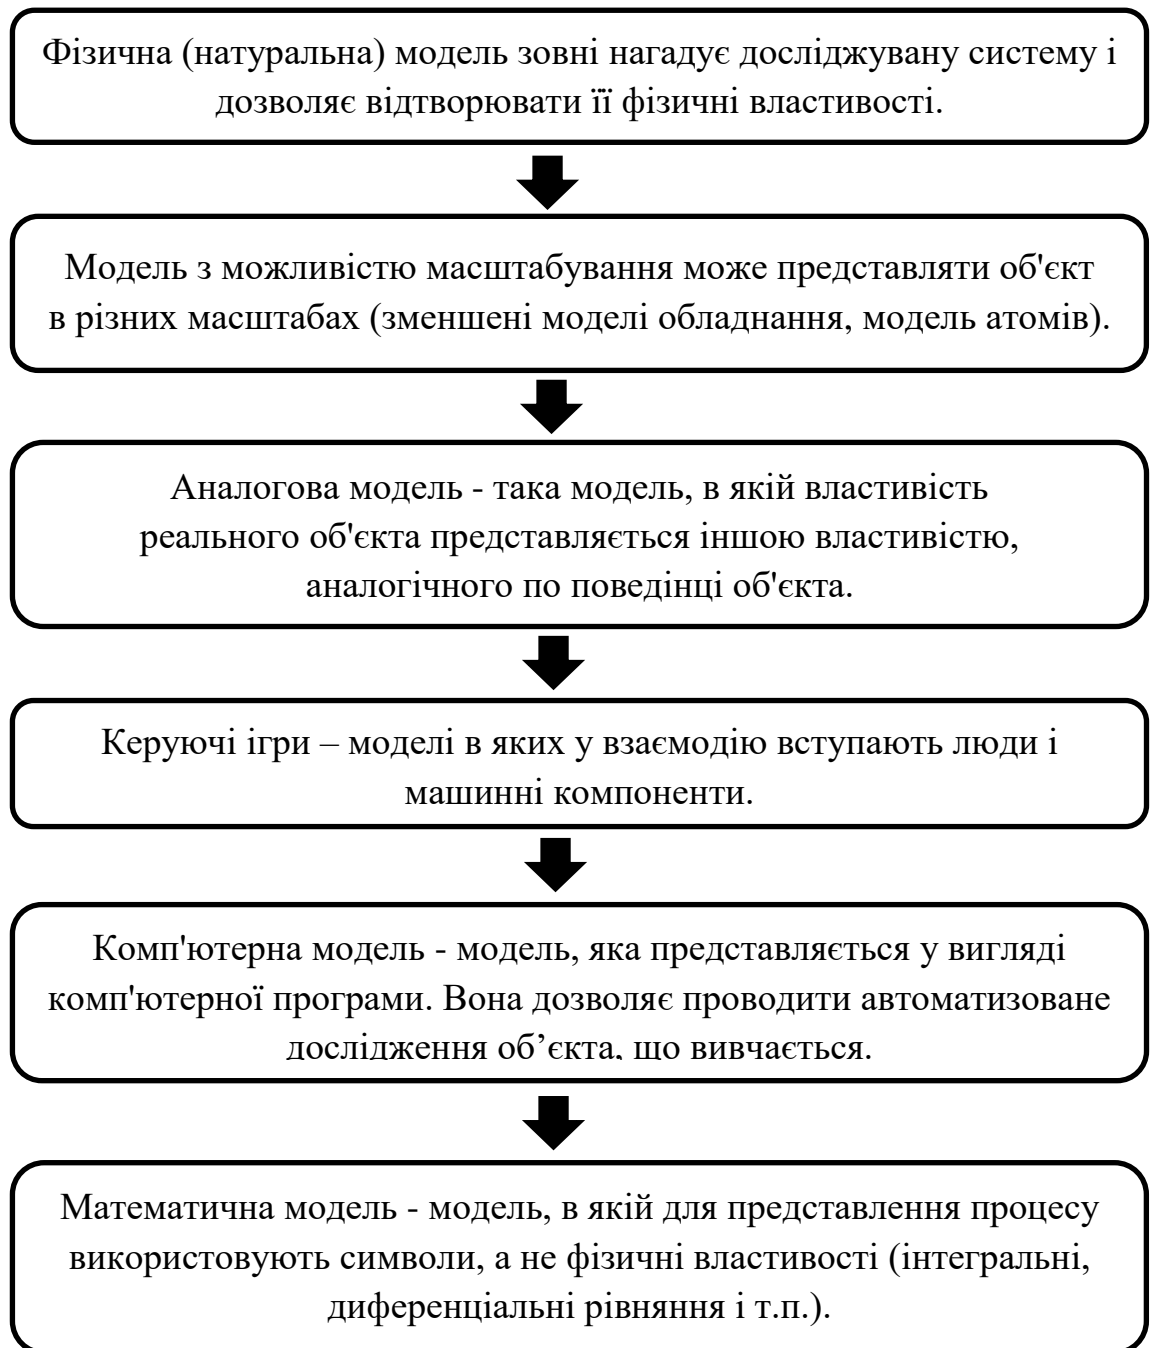 Фізична (натуральна) модель зовні нагадує досліджувану систему і
дозволяє відтворювати її фізичні властивості.
Модель з можливістю масштабування може представляти об'єкт
в різних масштабах (зменшені моделі обладнання, модель атомів).
Аналогова модель - така модель, в якій властивість
реального об'єкта представляється іншою властивістю,
аналогічного по поведінці об'єкта.
Керуючі ігри – моделі в яких у взаємодію вступають люди і
машинні компоненти.
Комп'ютерна модель - модель, яка представляється у вигляді
комп'ютерної програми. Вона дозволяє проводити автоматизоване
дослідження об’єкта, що вивчається.
Математична модель - модель, в якій для представлення процесу
використовують символи, а не фізичні властивості (інтегральні,
диференціальні рівняння і т.п.).